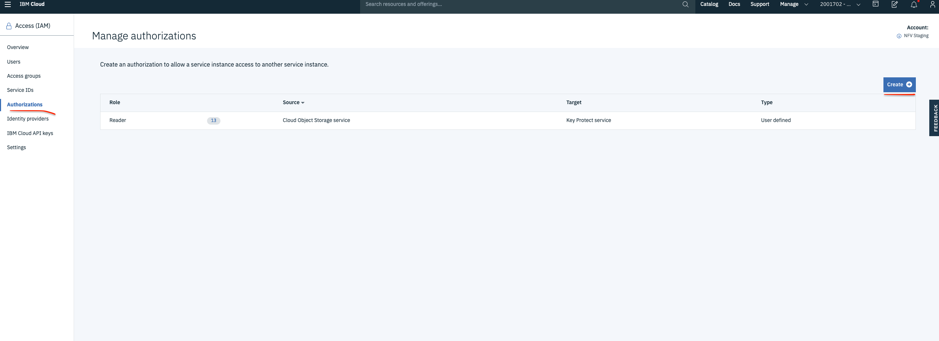 IBM Cloud
Search resources and offerings...
Catalog Docs Support Manage 2001702 - ...
Access (IAM)
Overview
Users
Access groups
Service IDs
Authorizations
Identity providers
IBM Cloud API keys
Settings
Manage authorizations
Account:
NFV Staging
Create an authorization to allow a service instance access to another service instance.
Create
Role Source Target Type
Reader 13 Cloud Object Storage service Key Protect service User defined
FEEDBACK